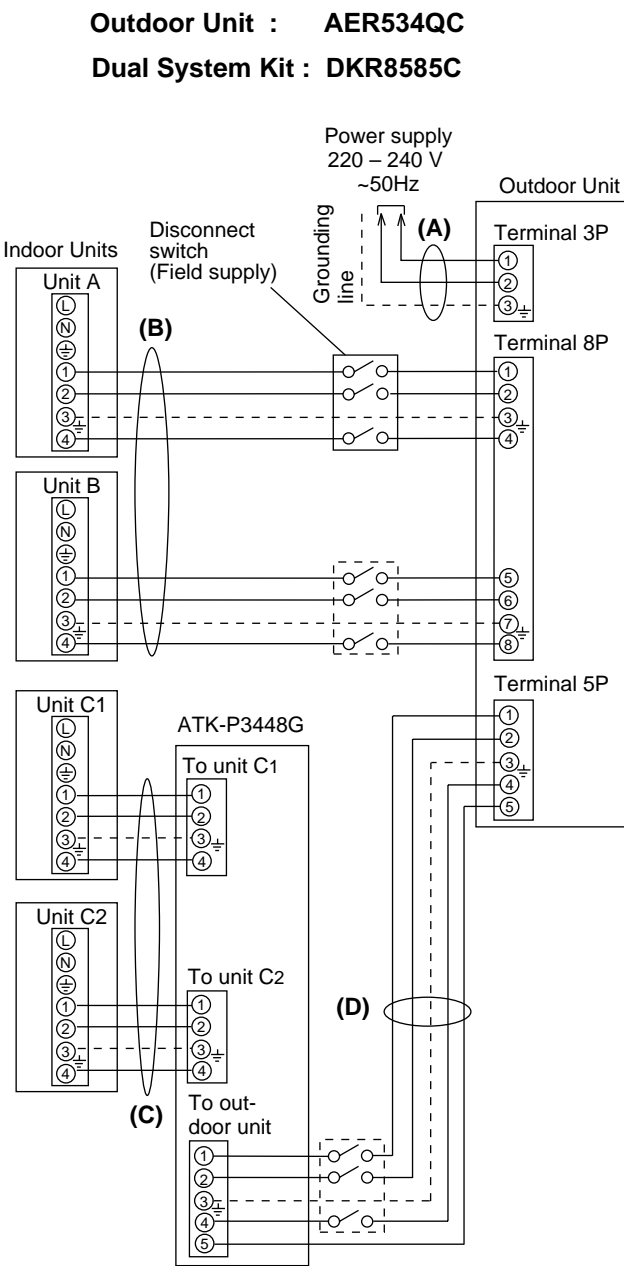 Outdoor Unit : AER534QC
Dual System Kit : DKR8585C
Power supply
220 – 240 V
~50Hz
Outdoor Unit
Grounding
line
(A)
Terminal 3P
1
2
3
Disconnect
switch
(Field supply)
Indoor Units
Unit A
L
N
1
2
3
4
(B)
Terminal 8P
1
2
3
4
Unit B
L
N
1
2
3
4
5
6
7
8
Terminal 5P
1
2
3
4
5
Unit C1
L
N
1
2
3
4
ATK-P3448G
To unit C1
1
2
3
4
Unit C2
L
N
1
2
3
4
To unit C2
1
2
3
4
(C)
(D)
To out-
door unit
1
2
3
4
5